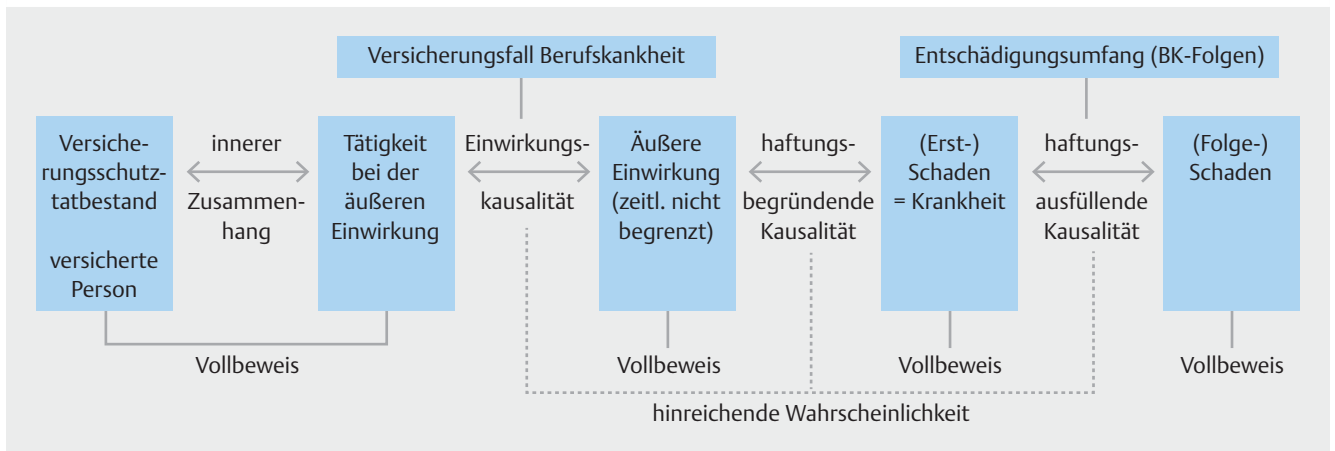 Versicherungsfall Berufskankheit
Entschädigungsumfang (BK-Folgen)
Versiche-
rungsschutz-
tatbestand
versicherte
Person
innerer
Zusammen-
hang
Tätigkeit
bei der
äußeren
Einwirkung
Einwirkungs-
kausalität
Äußere
Einwirkung
(zeitl. nicht
begrenzt)
haftungs-
begründende
Kausalität
(Erst-)
Schaden
= Krankheit
haftungs-
ausfüllende
Kausalität
(Folge-)
Schaden
Vollbeweis
Vollbeweis
Vollbeweis
Vollbeweis
hinreichende Wahrscheinlichkeit